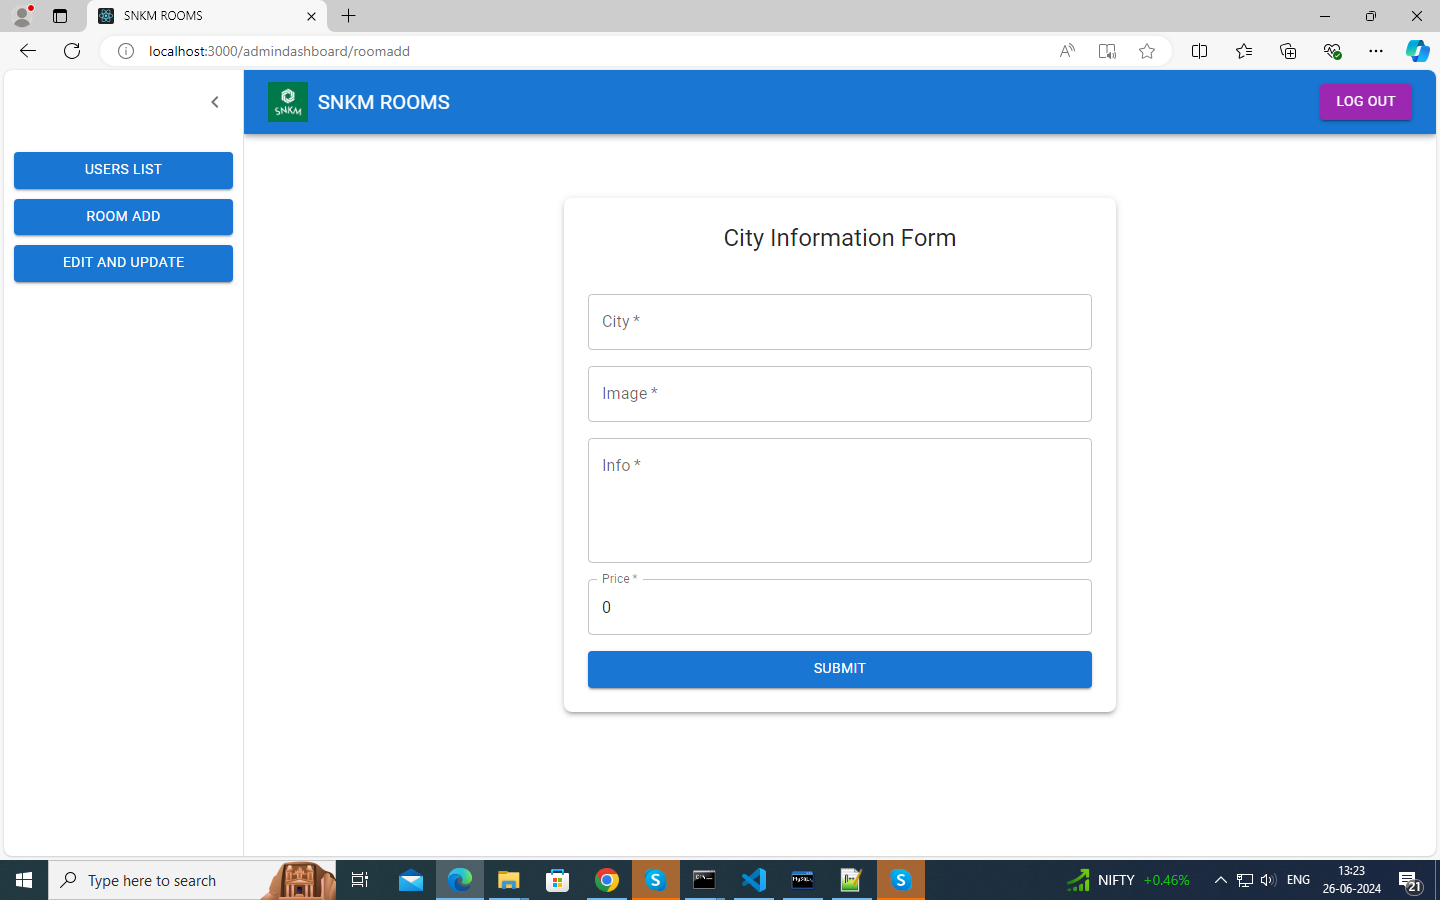 SNKM ROOMS
localhost:3000/admindashboard/roomadd
SNKM
SNKM ROOMS
LOG OUT
USERS LIST
ROOM ADD
EDIT AND UPDATE
City Information Form
City *
Image *
Info *
Price *
0
SUBMIT
Type here to search
NIFTY +0.46%
ENG
13:23
26-06-2024
21